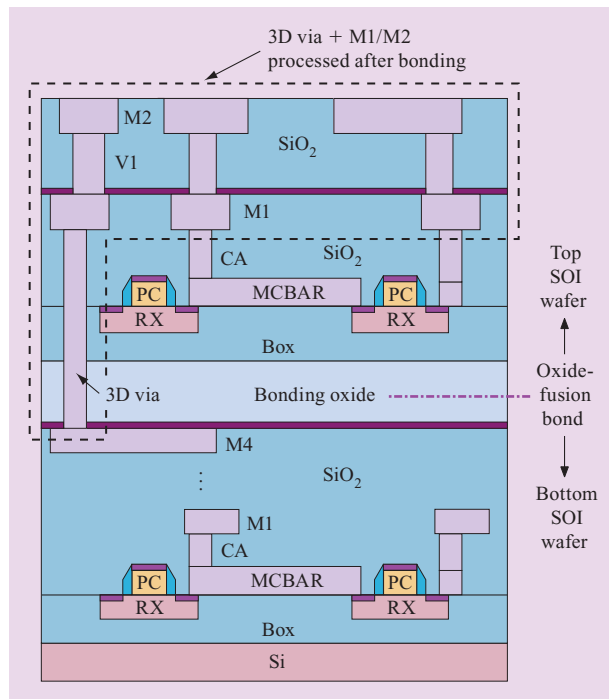 3D via + M1/M2
processed after bonding
M2
SiO₂
V1
M1
CA
SiO₂
PC
MCBAR
PC
RX
RX
Box
Top
SOI
wafer
3D via
Bonding oxide
Oxide-
fusion
bond
M4
SiO₂
⋮
Bottom
SOI
wafer
M1
CA
PC
MCBAR
PC
RX
RX
Box
Si